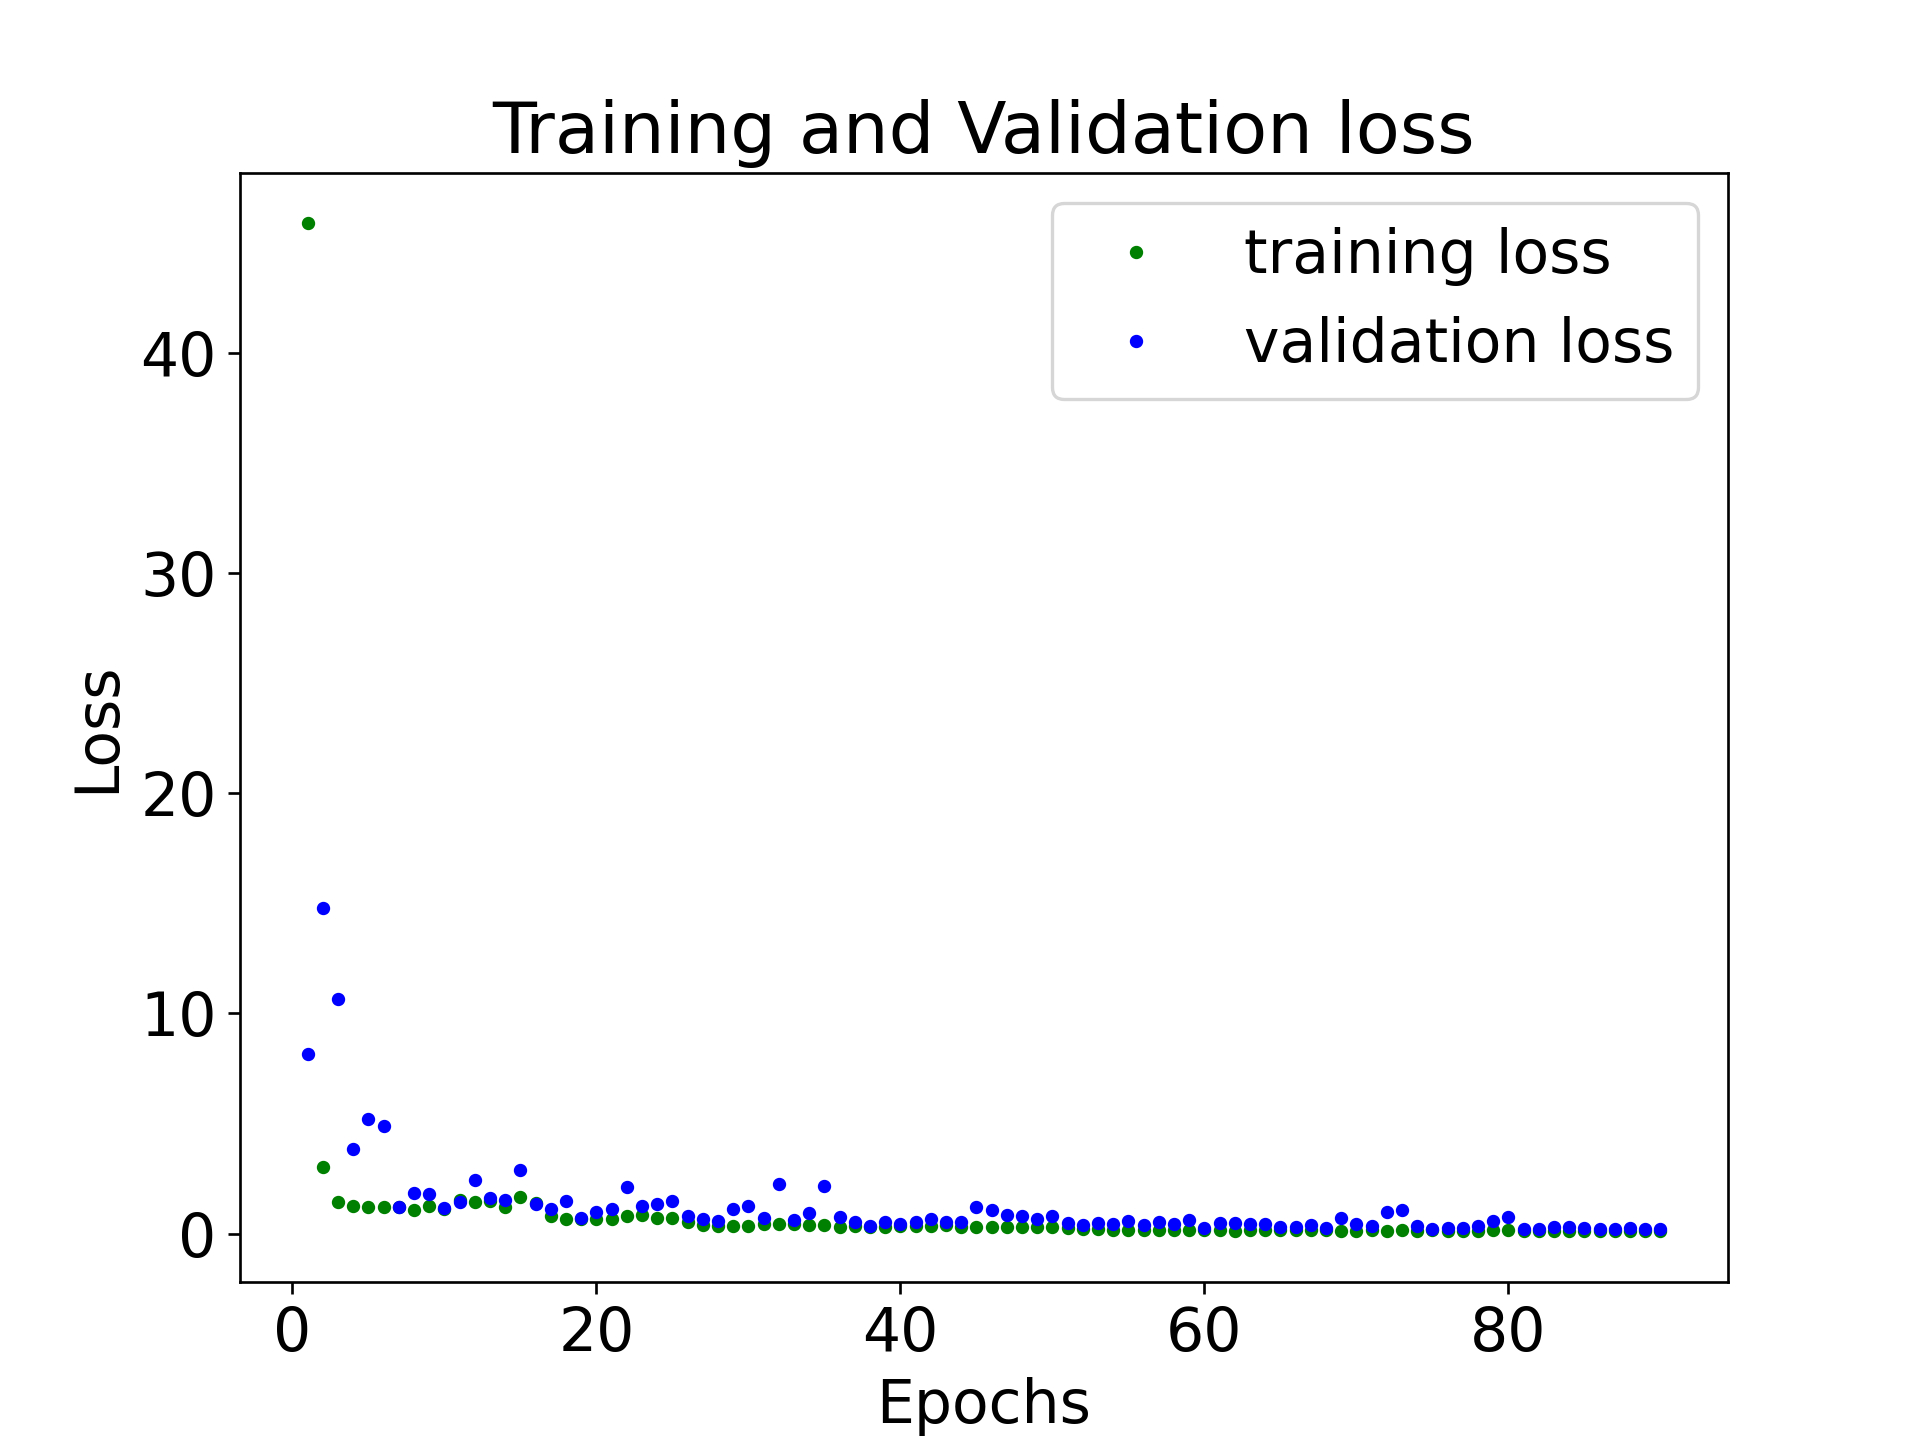 Training and Validation loss
training loss
validation loss
40
30
20
10
0
Loss
0 20 40 60 80
Epochs